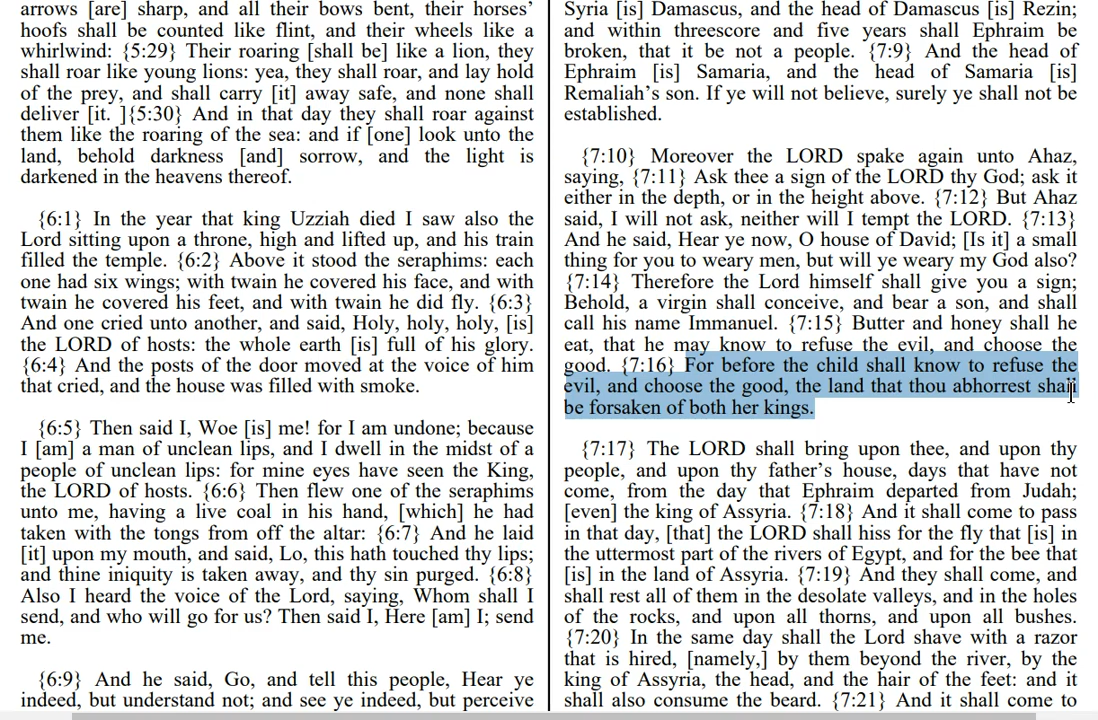 arrows [are] sharp, and all their bows bent, their horses’
hoofs shall be counted like flint, and their wheels like a
whirlwind: {5:29} Their roaring [shall be] like a lion, they
shall roar like young lions: yea, they shall roar, and lay hold
of the prey, and shall carry [it] away safe, and none shall
deliver [it. ]{5:30} And in that day they shall roar against
them like the roaring of the sea: and if [one] look unto the
land, behold darkness [and] sorrow, and the light is
darkened in the heavens thereof.
{6:1} In the year that king Uzziah died I saw also the
Lord sitting upon a throne, high and lifted up, and his train
filled the temple. {6:2} Above it stood the seraphims: each
one had six wings; with twain he covered his face, and with
twain he covered his feet, and with twain he did fly. {6:3}
And one cried unto another, and said, Holy, holy, holy, [is]
the LORD of hosts: the whole earth [is] full of his glory.
{6:4} And the posts of the door moved at the voice of him
that cried, and the house was filled with smoke.
{6:5} Then said I, Woe [is] me! for I am undone; because
I [am] a man of unclean lips, and I dwell in the midst of a
people of unclean lips: for mine eyes have seen the King,
the LORD of hosts. {6:6} Then flew one of the seraphims
unto me, having a live coal in his hand, [which] he had
taken with the tongs from off the altar: {6:7} And he laid
[it] upon my mouth, and said, Lo, this hath touched thy lips;
and thine iniquity is taken away, and thy sin purged. {6:8}
Also I heard the voice of the Lord, saying, Whom shall I
send, and who will go for us? Then said I, Here [am] I; send
me.
{6:9} And he said, Go, and tell this people, Hear ye
indeed, but understand not; and see ye indeed, but perceive
Syria [is] Damascus, and the head of Damascus [is] Rezin;
and within threescore and five years shall Ephraim be
broken, that it be not a people. {7:9} And the head of
Ephraim [is] Samaria, and the head of Samaria [is]
Remaliah’s son. If ye will not believe, surely ye shall not be
established.
{7:10} Moreover the LORD spake again unto Ahaz,
saying, {7:11} Ask thee a sign of the LORD thy God; ask it
either in the depth, or in the height above. {7:12} But Ahaz
said, I will not ask, neither will I tempt the LORD. {7:13}
And he said, Hear ye now, O house of David; [Is it] a small
thing for you to weary men, but will ye weary my God also?
{7:14} Therefore the Lord himself shall give you a sign;
Behold, a virgin shall conceive, and bear a son, and shall
call his name Immanuel. {7:15} Butter and honey shall he
eat, that he may know to refuse the evil, and choose the
good. {7:16} For before the child shall know to refuse the
evil, and choose the good, the land that thou abhorrest shall
be forsaken of both her kings.
{7:17} The LORD shall bring upon thee, and upon thy
people, and upon thy father’s house, days that have not
come, from the day that Ephraim departed from Judah;
[even] the king of Assyria. {7:18} And it shall come to pass
in that day, [that] the LORD shall hiss for the fly that [is] in
the uttermost part of the rivers of Egypt, and for the bee that
[is] in the land of Assyria. {7:19} And they shall come, and
shall rest all of them in the desolate valleys, and in the holes
of the rocks, and upon all thorns, and upon all bushes.
{7:20} In the same day shall the Lord shave with a razor
that is hired, [namely,] by them beyond the river, by the
king of Assyria, the head, and the hair of the feet: and it
shall also consume the beard. {7:21} And it shall come to